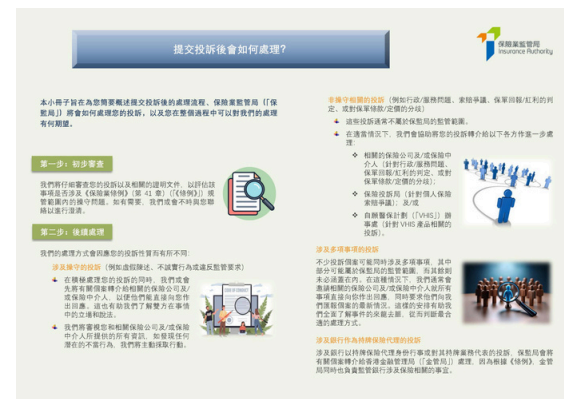 提交投訴後會如何處理?
保險業監管局
Insurance Authority
本小冊子旨在為您簡要概述提交投訴後的處理流程、保險業監管局（「保
監局」）將會如何處理您的投訴，以及您在整個過程中可以對我們的處理
有何期望。
第一步：初步審查
我們將仔細審查您的投訴以及相關的證明文件，以評估該
事項是否涉及《保險業條例》（第 41 章）（「《條例》」）規
管範圍內的操守問題。如有需要，我們或會不時與您聯
絡以進行澄清。
第二步：後續處理
我們的處理方式會因應您的投訴性質而有所不同：
涉及操守的投訴（例如虛假陳述、不誠實行為或違反監管要求）
在積極處理您的投訴的同時，我們或會
先將有關個案轉介給相關的保險公司及/
或保險中介人，以便他們能直接向您作
出回應。這也有助我們了解雙方在事情
中的立場和說法。
我們將審視您和相關保險公司及/或保險
中介人所提供的所有資訊，如發現任何
潛在的不當行為，我們將主動採取行動。
非操守相關的投訴（例如行政/服務問題、索賠爭議、保單回報/紅利的判
定、或對保單條款/定價的分歧）
這些投訴通常不屬於保監局的監管範圍。
在適當情況下，我們會協助將您的投訴轉介給以下各方作進一步處
理：
相關的保險公司及/或保險中
介人（針對行政/服務問題、
保單回報/紅利的判定、或對
保單條款/定價的分歧）；
保險投訴局（針對個人保險
索賠爭議）；及/或
自願醫保計劃（「VHIS」）辦
事處（針對 VHIS 產品相關的
投訴）。
涉及多項事項的投訴
不少投訴個案可能同時涉及多項事項，其中
部分可能屬於保監局的監管範圍，而其餘則
未必涵蓋在內。在這種情況下，我們通常會
邀請相關的保險公司及/或保險中介人就所有
事項直接向你作出回應，同時要求他們向我
們匯報個案的最新情況。這樣的安排有助我
們全面了解事件的來龍去脈，從而判斷最合
適的處理方式。
涉及銀行作為持牌保險代理的投訴
涉及銀行以持牌保險代理身份行事或對其持牌業務代表的投訴，保監局會將
有關個案轉介給香港金融管理局（「金管局」）處理，因為根據《條例》，金管
局同時也負責監管銀行涉及保險相關的事宜。